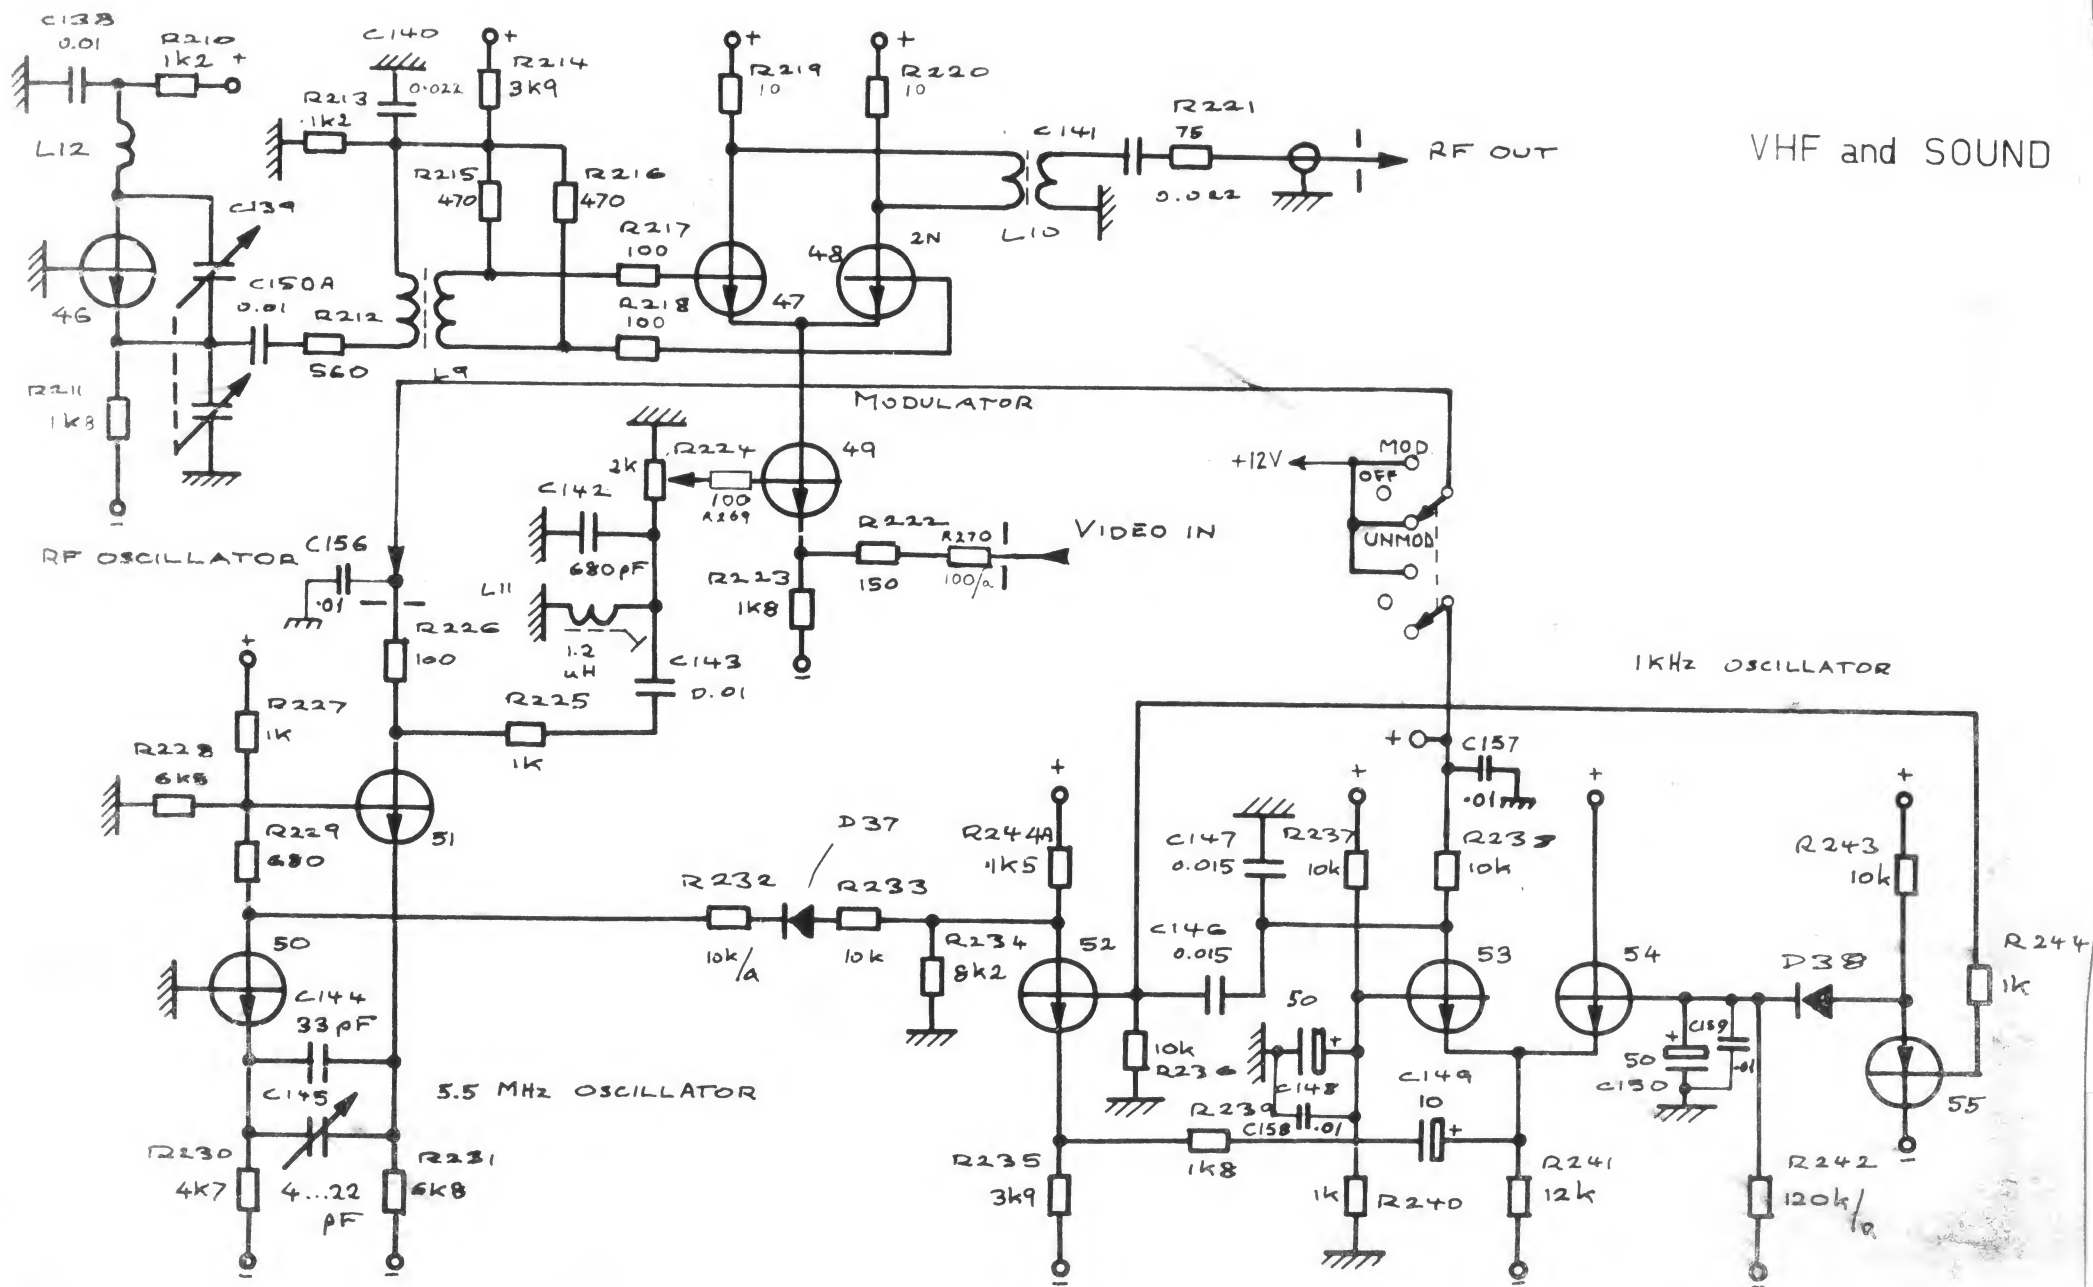 VHF and SOUND
C138
0.01
R210
1k2
+
L12
C139
46
C150A
0.01
R212
560
R211
1k8
RF OSCILLATOR
C140
0.022
R213
1k2
+
R214
3k9
R215
470
R216
470
R217
100
R218
100
L9
+
R219
10
+
R220
10
47
48
2N
C141
0.022
R221
75
RF OUT
L10
MODULATOR
49
R224
2k
100
R269
C142
680pF
L11
1.2
uH
C143
0.01
R225
1K
R222
150
R270
100/a
VIDEO IN
R223
1k8
+12V
MOD
OFF
UNMOD
C156
.01
R226
100
+
R227
1K
R228
6K8
R229
680
51
50
C144
33pF
C145
4...22
pF
5.5 MHz OSCILLATOR
R230
4k7
R231
6k8
D37
R232
10k/a
R233
10k
R234
8k2
+
R244A
1K5
52
R235
3k9
1KHz OSCILLATOR
C147
0.015
C146
0.015
10k
R236
+
R237
10k
+
C157
.01
R238
10k
53
50
+
C148
C158
.01
R239
1k8
C149
10
+
1k
R240
R241
12k
+
54
D38
C159
.01
+
50
C150
R242
120k/a
+
R243
10k
R244
1k
55